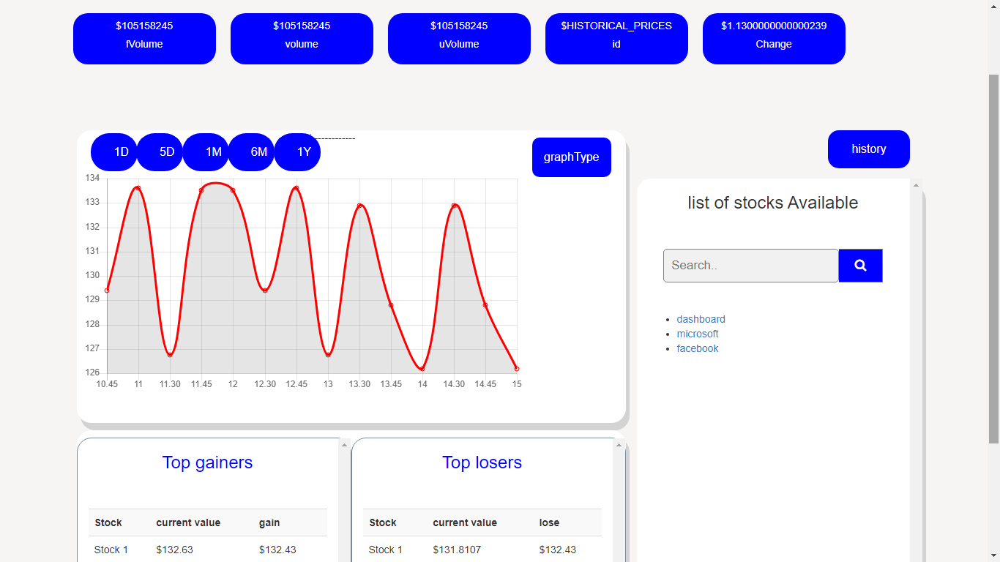 $105158245
fVolume
$105158245
volume
$105158245
uVolume
$HISTORICAL_PRICES
id
$1.1300000000000239
Change
1D 5D 1M 6M 1Y
graphType
history
134
133
132
131
130
129
128
127
126
10.45 11 11.30 11.45 12 12.30 12.45 13 13.30 13.45 14 14.30 14.45 15
list of stocks Available
Search..
dashboard
microsoft
facebook
Top gainers
Stock current value gain
Stock 1 $132.63 $132.43
Top losers
Stock current value lose
Stock 1 $131.8107 $132.43